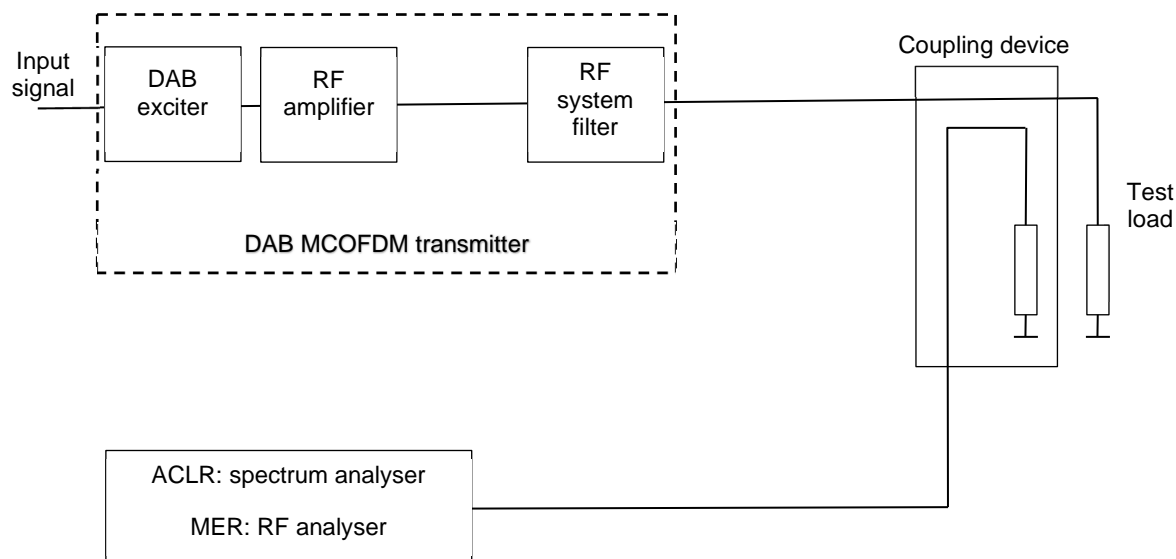 Input
signal
DAB
exciter
RF
amplifier
RF
system
filter
Coupling device
Test
load
DAB MCOFDM transmitter
ACLR: spectrum analyser
MER: RF analyser